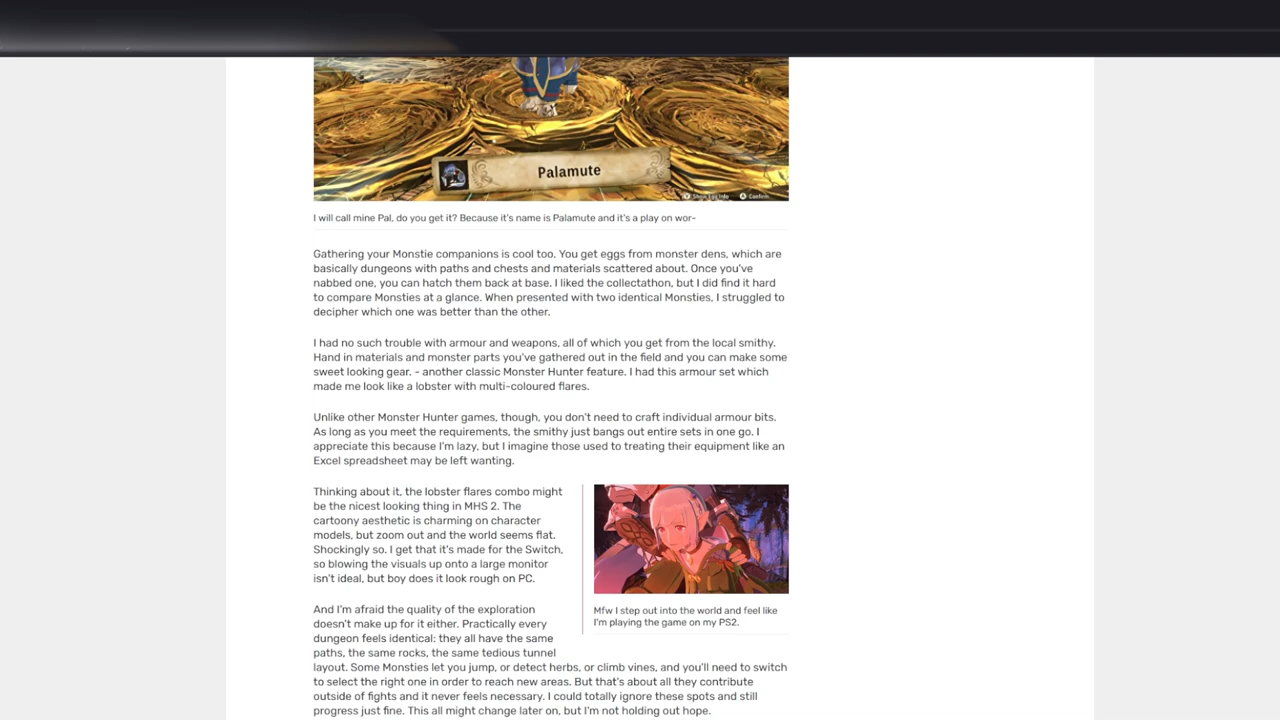 Palamute
Show Egg Info
Confirm
I will call mine Pal, do you get it? Because it's name is Palamute and it's a play on wor-
Gathering your Monstie companions is cool too. You get eggs from monster dens, which are
basically dungeons with paths and chests and materials scattered about. Once you've
nabbed one, you can hatch them back at base. I liked the collectathon, but I did find it hard
to compare Monsties at a glance. When presented with two identical Monsties, I struggled to
decipher which one was better than the other.
I had no such trouble with armour and weapons, all of which you get from the local smithy.
Hand in materials and monster parts you've gathered out in the field and you can make some
sweet looking gear. - another classic Monster Hunter feature. I had this armour set which
made me look like a lobster with multi-coloured flares.
Unlike other Monster Hunter games, though, you don't need to craft individual armour bits.
As long as you meet the requirements, the smithy just bangs out entire sets in one go. I
appreciate this because I'm lazy, but I imagine those used to treating their equipment like an
Excel spreadsheet may be left wanting.
Thinking about it, the lobster flares combo might
be the nicest looking thing in MHS 2. The
cartoony aesthetic is charming on character
models, but zoom out and the world seems flat.
Shockingly so. I get that it's made for the Switch,
so blowing the visuals up onto a large monitor
isn't ideal, but boy does it look rough on PC.
Mfw I step out into the world and feel like
I'm playing the game on my PS2.
And I'm afraid the quality of the exploration
doesn't make up for it either. Practically every
dungeon feels identical: they all have the same
paths, the same rocks, the same tedious tunnel
layout. Some Monsties let you jump, or detect herbs, or climb vines, and you'll need to switch
to select the right one in order to reach new areas. But that's about all they contribute
outside of fights and it never feels necessary. I could totally ignore these spots and still
progress just fine. This all might change later on, but I'm not holding out hope.